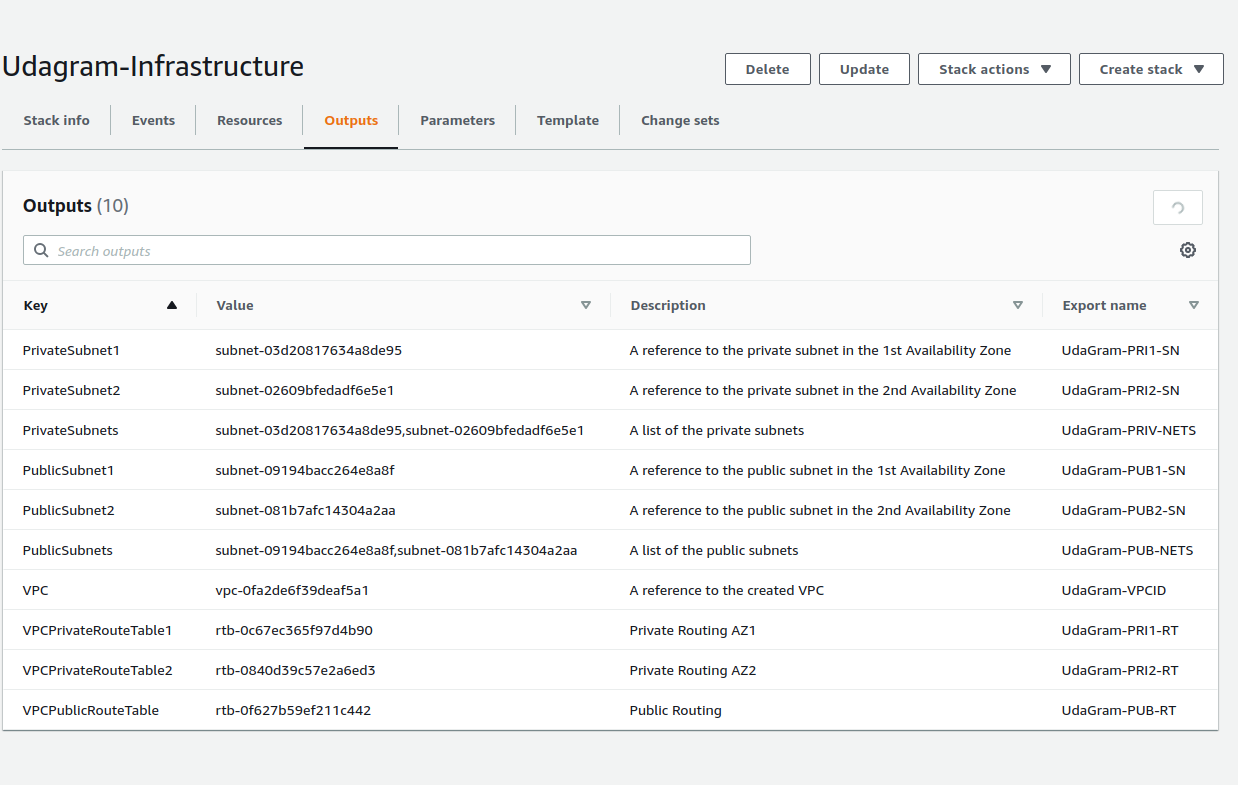 Udagram-Infrastructure
Delete
Update
Stack actions
Create stack
Stack info
Events
Resources
Outputs
Parameters
Template
Change sets
Outputs (10)
Search outputs
Key Value Description Export name
PrivateSubnet1 subnet-03d20817634a8de95 A reference to the private subnet in the 1st Availability Zone UdaGram-PRI1-SN
PrivateSubnet2 subnet-02609bfedadf6e5e1 A reference to the private subnet in the 2nd Availability Zone UdaGram-PRI2-SN
PrivateSubnets subnet-03d20817634a8de95,subnet-02609bfedadf6e5e1 A list of the private subnets UdaGram-PRIV-NETS
PublicSubnet1 subnet-09194bacc264e8a8f A reference to the public subnet in the 1st Availability Zone UdaGram-PUB1-SN
PublicSubnet2 subnet-081b7afc14304a2aa A reference to the public subnet in the 2nd Availability Zone UdaGram-PUB2-SN
PublicSubnets subnet-09194bacc264e8a8f,subnet-081b7afc14304a2aa A list of the public subnets UdaGram-PUB-NETS
VPC vpc-0fa2de6f39deaf5a1 A reference to the created VPC UdaGram-VPCID
VPCPrivateRouteTable1 rtb-0c67ec365f97d4b90 Private Routing AZ1 UdaGram-PRI1-RT
VPCPrivateRouteTable2 rtb-0840d39c57e2a6ed3 Private Routing AZ2 UdaGram-PRI2-RT
VPCPublicRouteTable rtb-0f627b59ef211c442 Public Routing UdaGram-PUB-RT